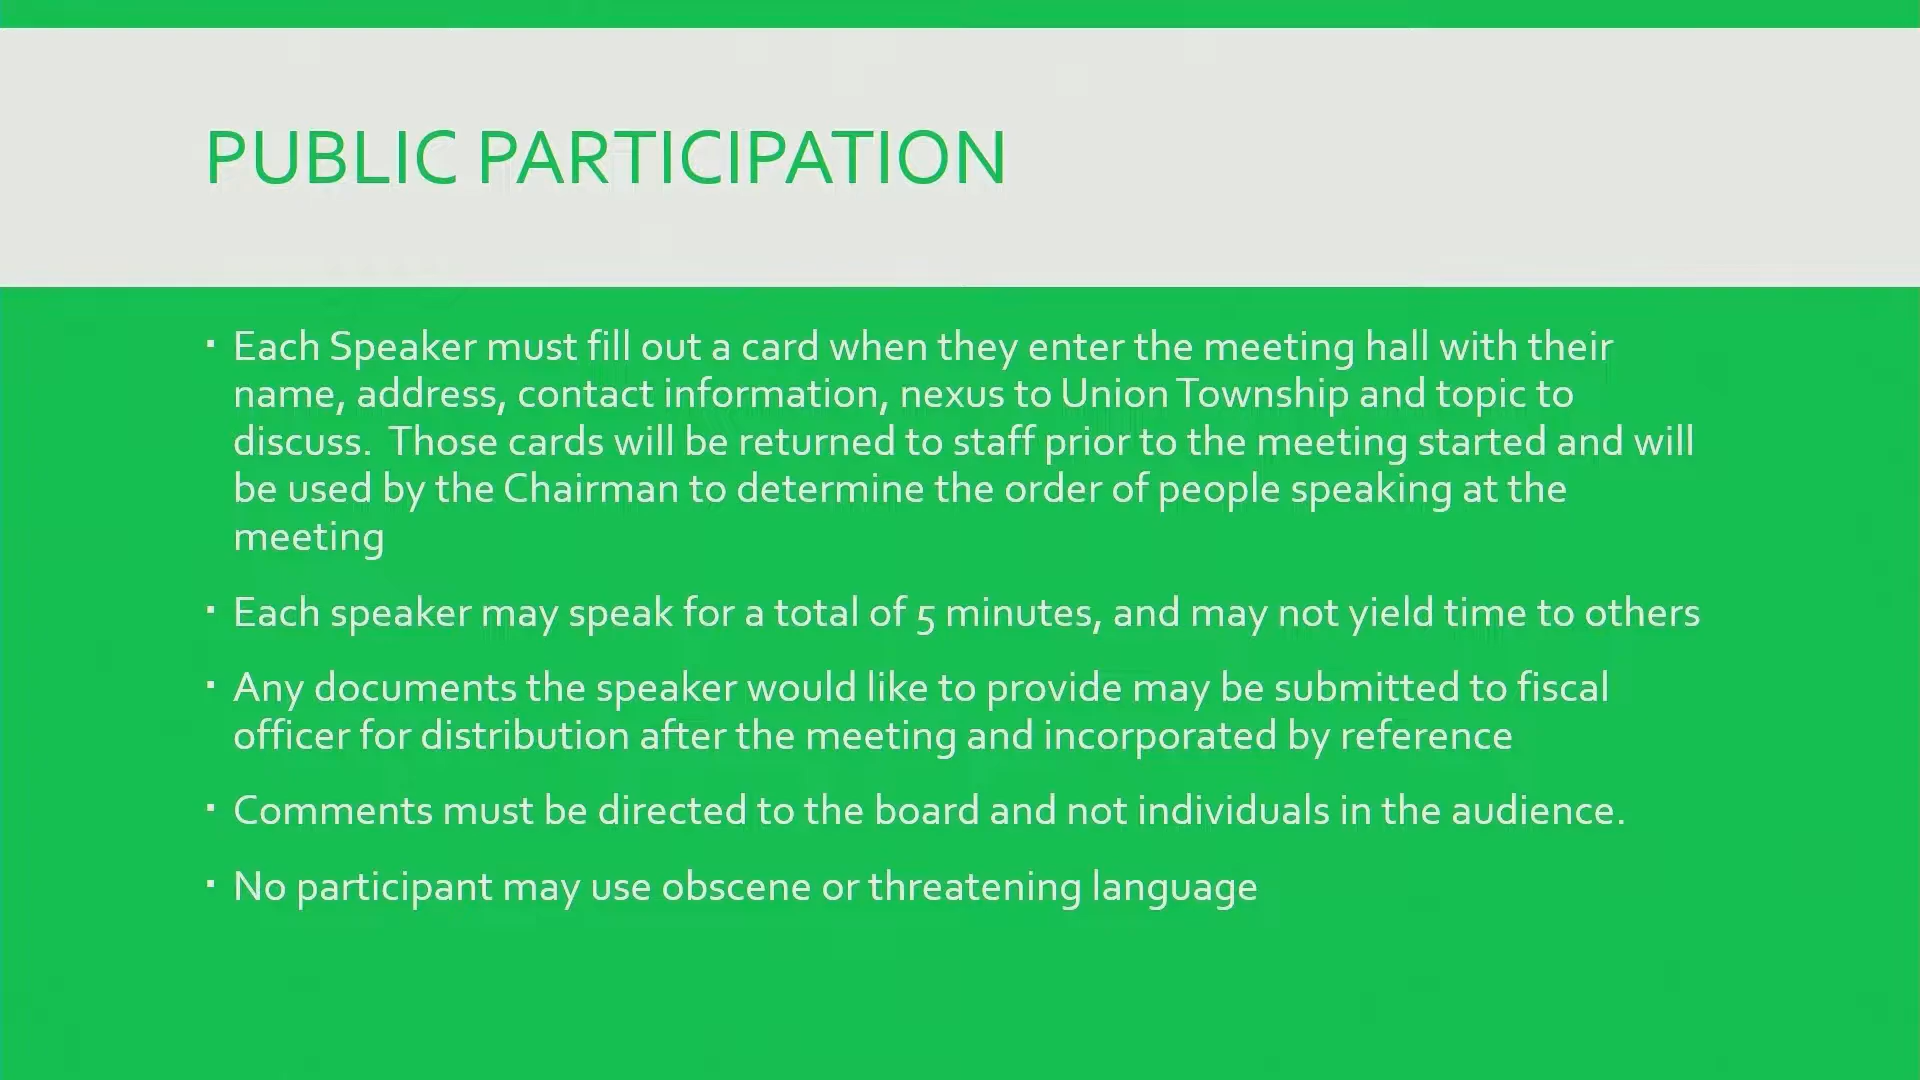 PUBLIC PARTICIPATION
▪ Each Speaker must fill out a card when they enter the meeting hall with their
name, address, contact information, nexus to Union Township and topic to
discuss.  Those cards will be returned to staff prior to the meeting started and will
be used by the Chairman to determine the order of people speaking at the
meeting
▪ Each speaker may speak for a total of 5 minutes, and may not yield time to others
▪ Any documents the speaker would like to provide may be submitted to fiscal
officer for distribution after the meeting and incorporated by reference
▪ Comments must be directed to the board and not individuals in the audience.
▪ No participant may use obscene or threatening language